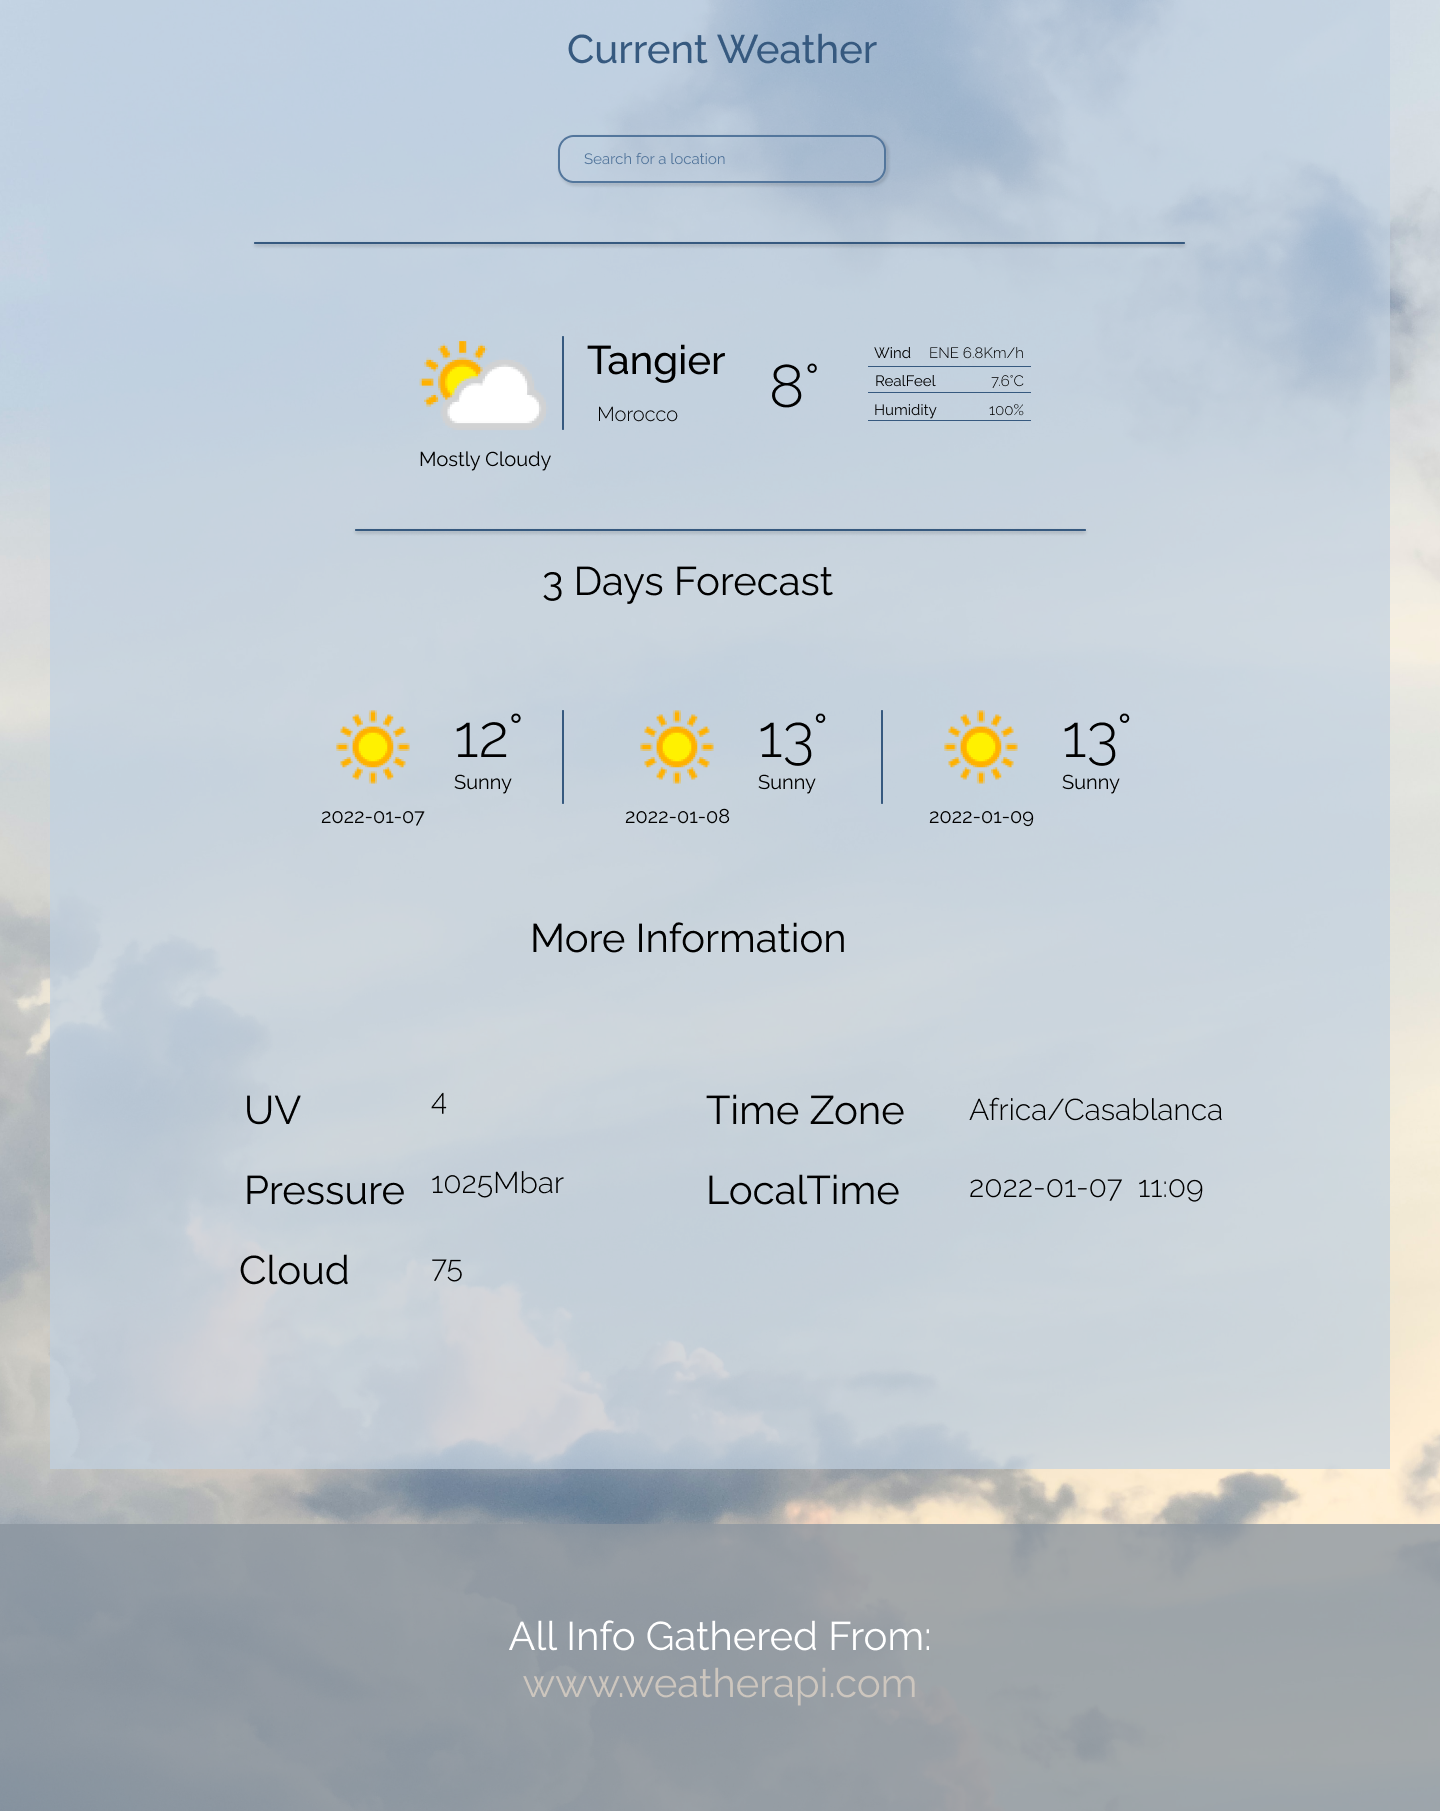 Current Weather
Search for a location
Tangier
Morocco
8°
Wind ENE 6.8Km/h
RealFeel 7.6°C
Humidity 100%
Mostly Cloudy
3 Days Forecast
12°
Sunny
2022-01-07
13°
Sunny
2022-01-08
13°
Sunny
2022-01-09
More Information
UV 4
Pressure 1025Mbar
Cloud 75
Time Zone Africa/Casablanca
LocalTime 2022-01-07 11:09
All Info Gathered From:
www.weatherapi.com